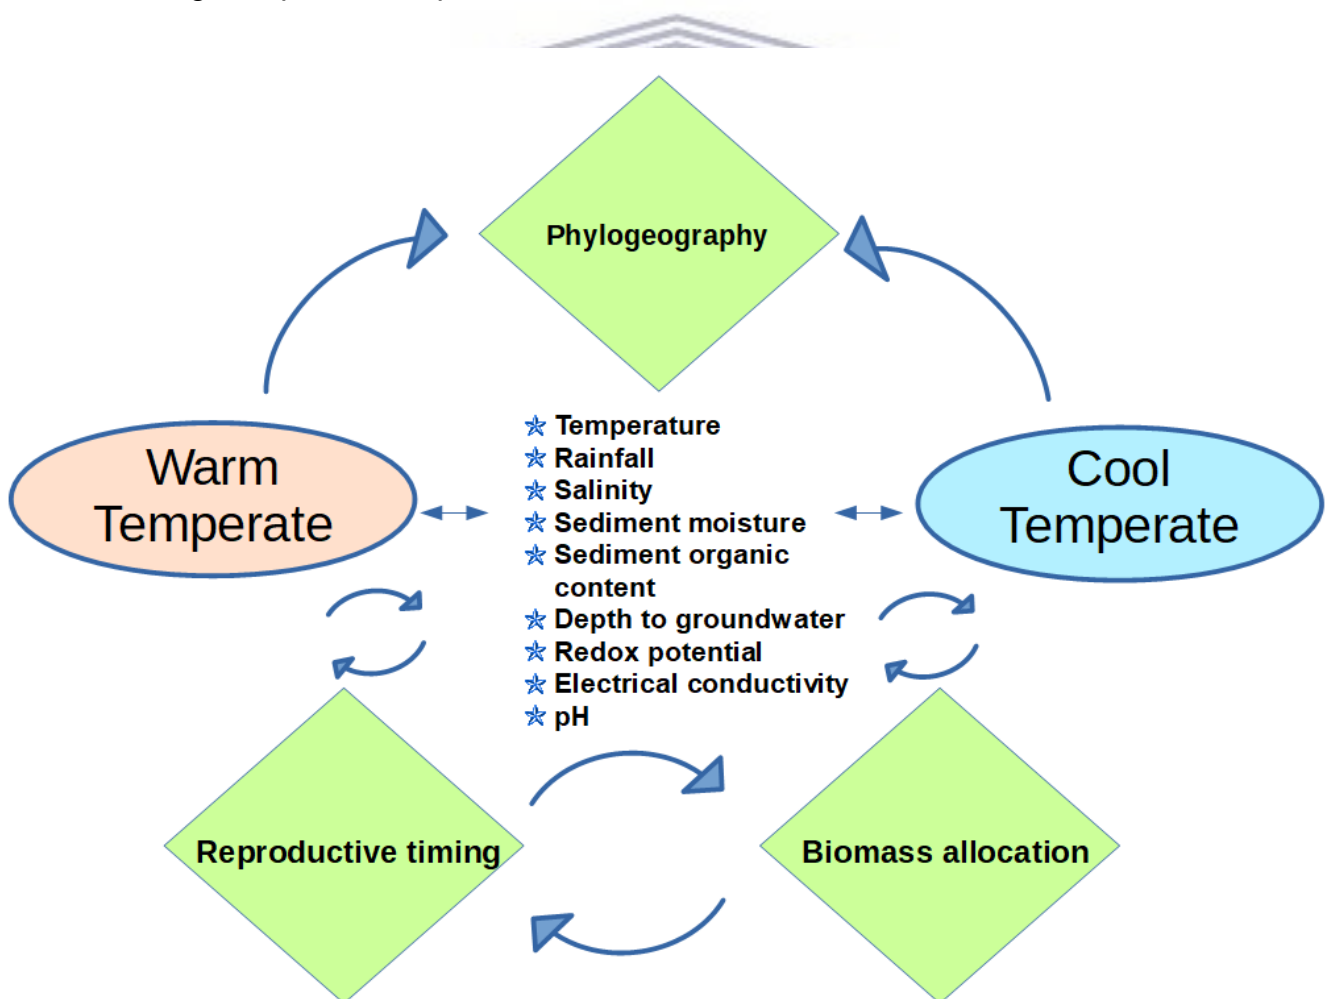 Phylogeography
Warm
Temperate
Temperature
Rainfall
Salinity
Sediment moisture
Sediment organic
content
Depth to groundwater
Redox potential
Electrical conductivity
pH
Cool
Temperate
Reproductive timing
Biomass allocation